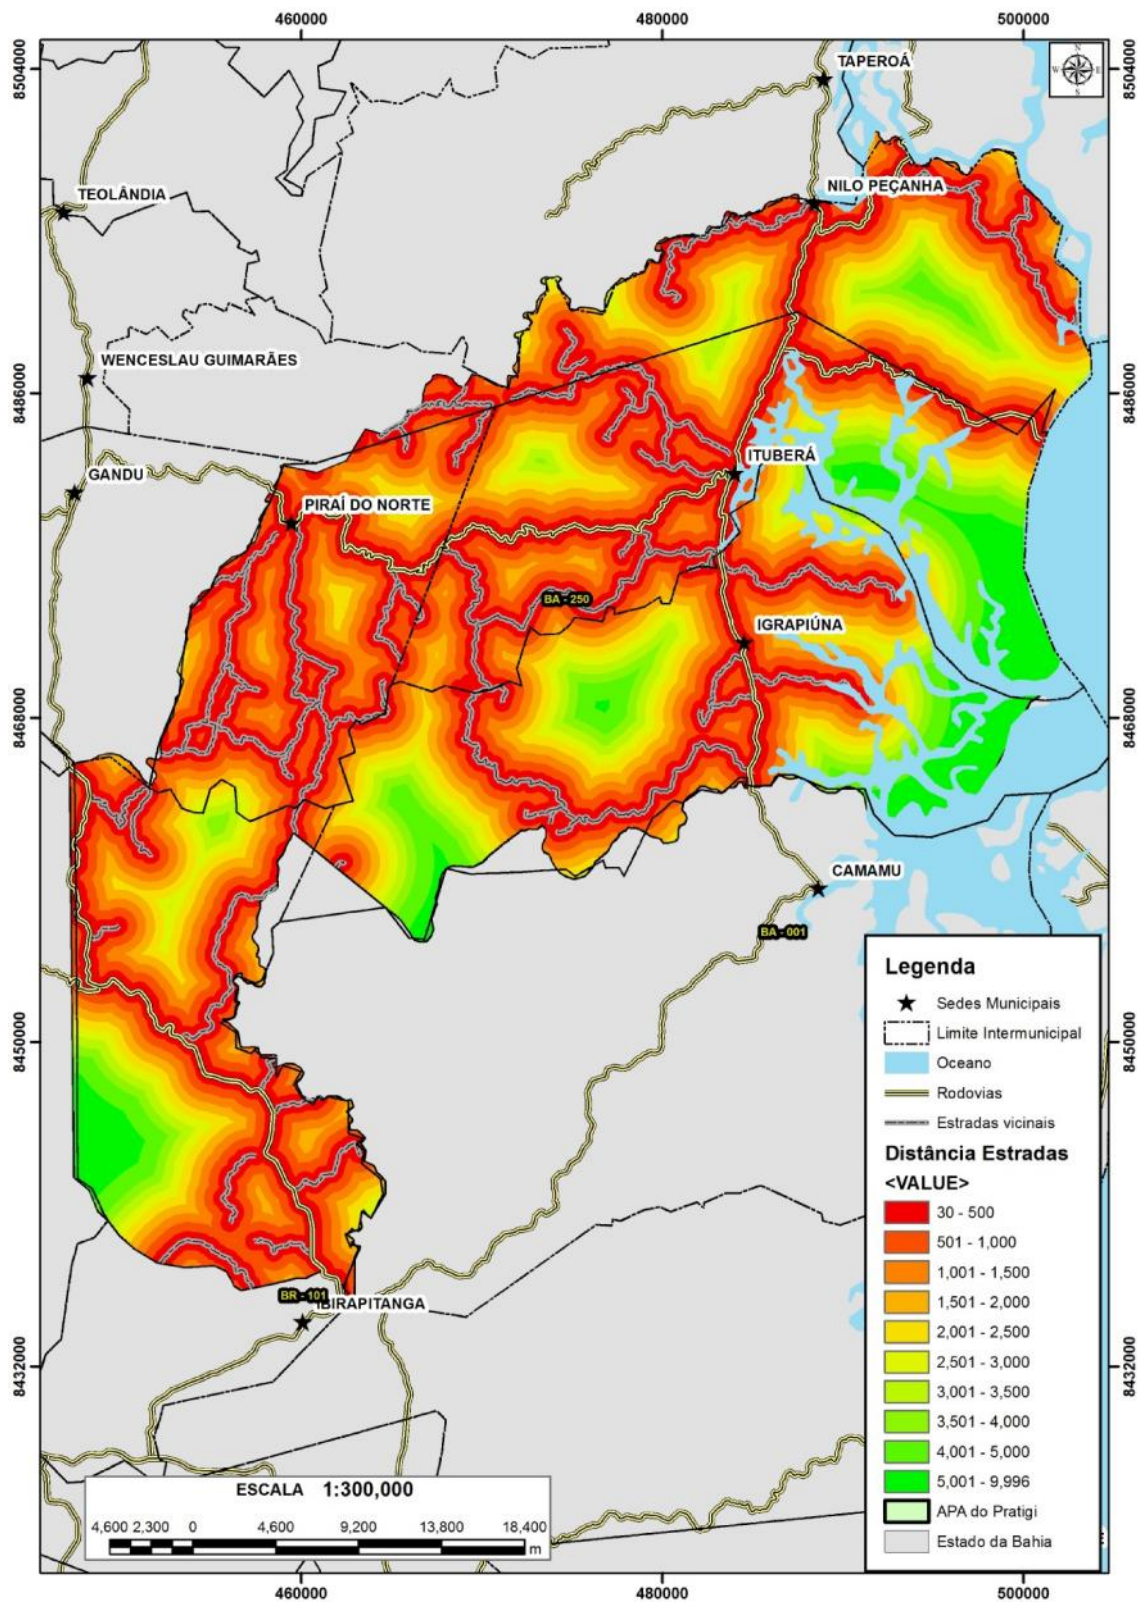 460000
480000
500000
8504000
8504000
N
W
E
S
TAPEROÁ
TEOLÂNDIA
NILO PEÇANHA
WENCESLAU GUIMARÃES
8486000
8486000
ITUBERÁ
GANDU
PIRAÍ DO NORTE
BA - 250
IGRAPIÚNA
8468000
8468000
CAMAMU
BA - 001
Legenda
Sedes Municipais
Limite Intermunicipal
Oceano
Rodovias
Estradas vicinais
Distância Estradas
<VALUE>
30 - 500
501 - 1,000
1,001 - 1,500
1,501 - 2,000
2,001 - 2,500
2,501 - 3,000
3,001 - 3,500
3,501 - 4,000
4,001 - 5,000
5,001 - 9,996
APA do Pratigi
Estado da Bahia
8450000
8450000
BR - 101
IBIRAPITANGA
8432000
8432000
ESCALA 1:300,000
4,600 2,300 0 4,600 9,200 13,800 18,400
m
460000
480000
500000